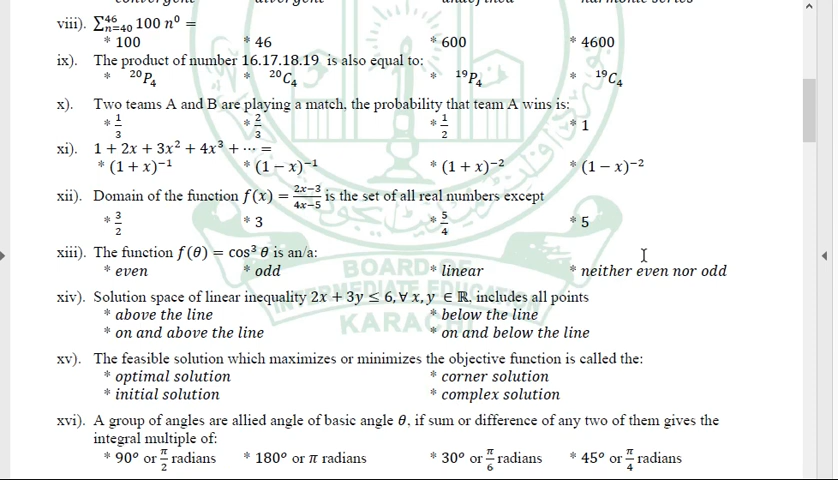 viii). ∑⁴⁶ₙ₌₄₀ 100 n⁰ =
* 100 * 46 * 600 * 4600
ix). The product of number 16.17.18.19 is also equal to:
* ²⁰P₄ * ²⁰C₄ * ¹⁹P₄ * ¹⁹C₄
x). Two teams A and B are playing a match, the probability that team A wins is:
* 1/3 * 2/3 * 1/2 * 1
xi). 1 + 2x + 3x² + 4x³ + ⋯ =
* (1 + x)⁻¹ * (1 − x)⁻¹ * (1 + x)⁻² * (1 − x)⁻²
xii). Domain of the function f(x) = (2x−3)/(4x−5) is the set of all real numbers except
* 3/2 * 3 * 5/4 * 5
xiii). The function f(θ) = cos³ θ is an/a:
* even * odd * linear * neither even nor odd
xiv). Solution space of linear inequality 2x + 3y ≤ 6, ∀ x, y ∈ ℝ, includes all points
* above the line * below the line
* on and above the line * on and below the line
xv). The feasible solution which maximizes or minimizes the objective function is called the:
* optimal solution * corner solution
* initial solution * complex solution
xvi). A group of angles are allied angle of basic angle θ, if sum or difference of any two of them gives the
integral multiple of:
* 90° or π/2 radians * 180° or π radians * 30° or π/6 radians * 45° or π/4 radians
BOARD OF
INTERMEDIATE EDUCATION
KARACHI